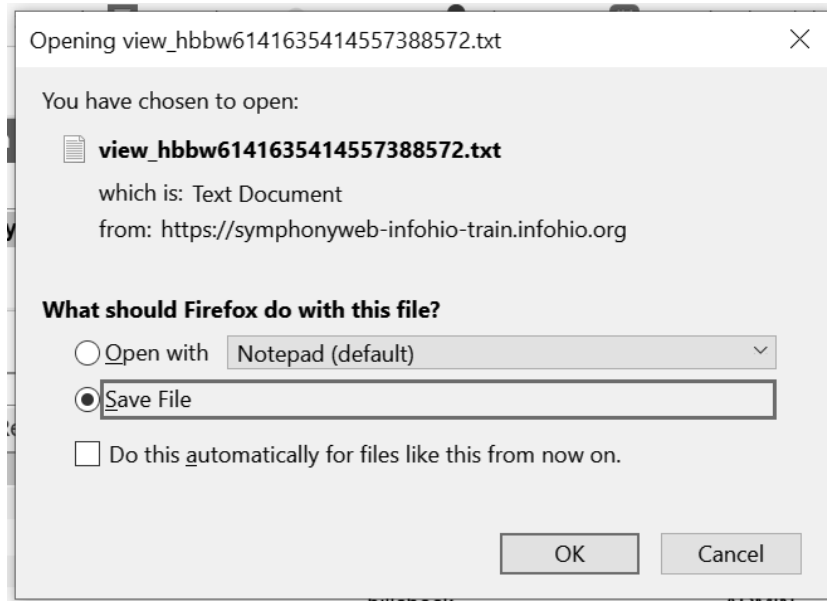 Opening view_hbbw6141635414557388572.txt
You have chosen to open:
view_hbbw6141635414557388572.txt
which is: Text Document
from: https://symphonyweb-infohio-train.infohio.org
What should Firefox do with this file?
Open with Notepad (default)
Save File
Do this automatically for files like this from now on.
OK Cancel